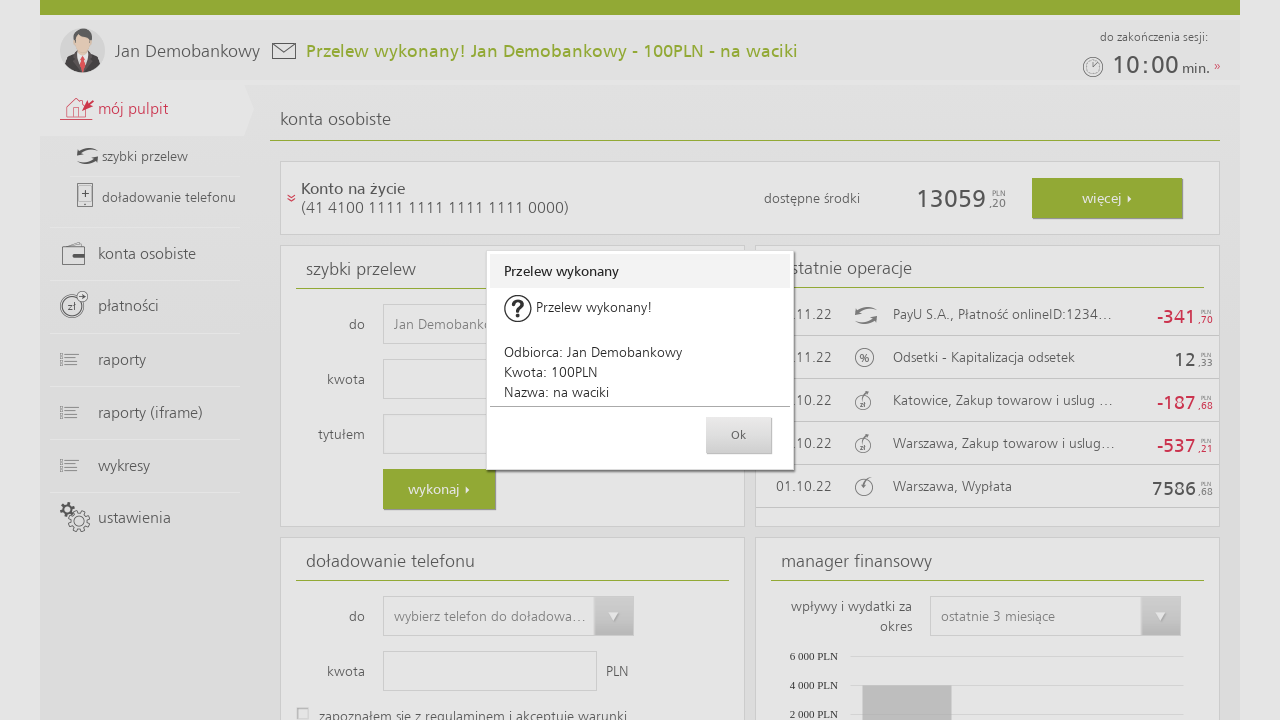 Jan Demobankowy
Przelew wykonany! Jan Demobankowy - 100PLN - na waciki
do zakończenia sesji:
10:00 min. »
mój pulpit
szybki przelew
doładowanie telefonu
konta osobiste
płatności
raporty
raporty (iframe)
wykresy
ustawienia
konta osobiste
Konto na życie
(41 4100 1111 1111 1111 1111 0000)
dostępne środki
13059 PLN ,20
więcej
szybki przelew
do
Jan Demobanko
kwota
tytułem
wykonaj
Przelew wykonany
Przelew wykonany!
Odbiorca: Jan Demobankowy
Kwota: 100PLN
Nazwa: na waciki
Ok
statnie operacje
.11.22 PayU S.A., Płatność onlineID:1234… -341 PLN ,70
.11.22 % Odsetki - Kapitalizacja odsetek 12 PLN ,33
.10.22 zł Katowice, Zakup towarow i uslug … -187 PLN ,68
.10.22 zł Warszawa, Zakup towarow i uslug… -537 PLN ,21
01.10.22 Warszawa, Wypłata 7586 PLN ,68
doładowanie telefonu
do
wybierz telefon do doładowa…
kwota
PLN
zapoznałem się z regulaminem i akceptuję warunki
manager finansowy
wpływy i wydatki za
okres
ostatnie 3 miesiące
6 000 PLN
4 000 PLN
2 000 PLN